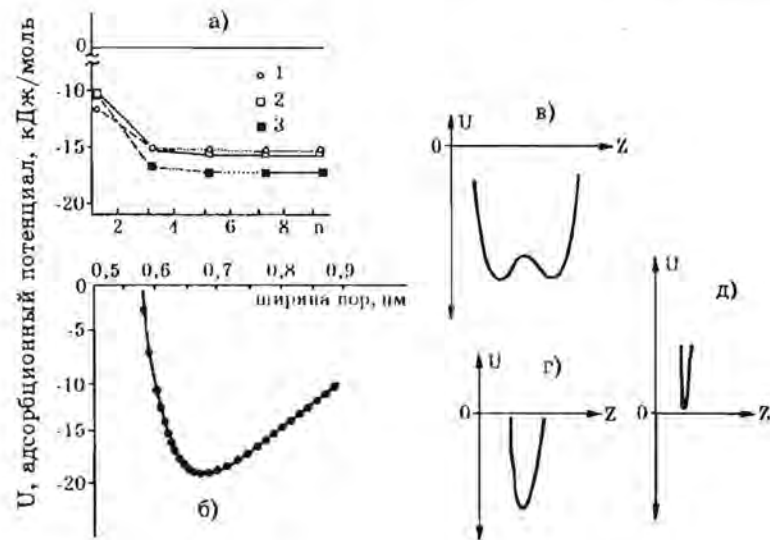 U, адсорбционный потенциал, кДж/моль
а)
0
-10
-15
-20
1
2
3
2 4 6 8 n
0,5 0,6 0,7 0,8 0,9
ширина пор, нм
0
-5
-10
-15
-20
б)
в)
U
0
Z
г)
U
0
Z
д)
U
0
Z